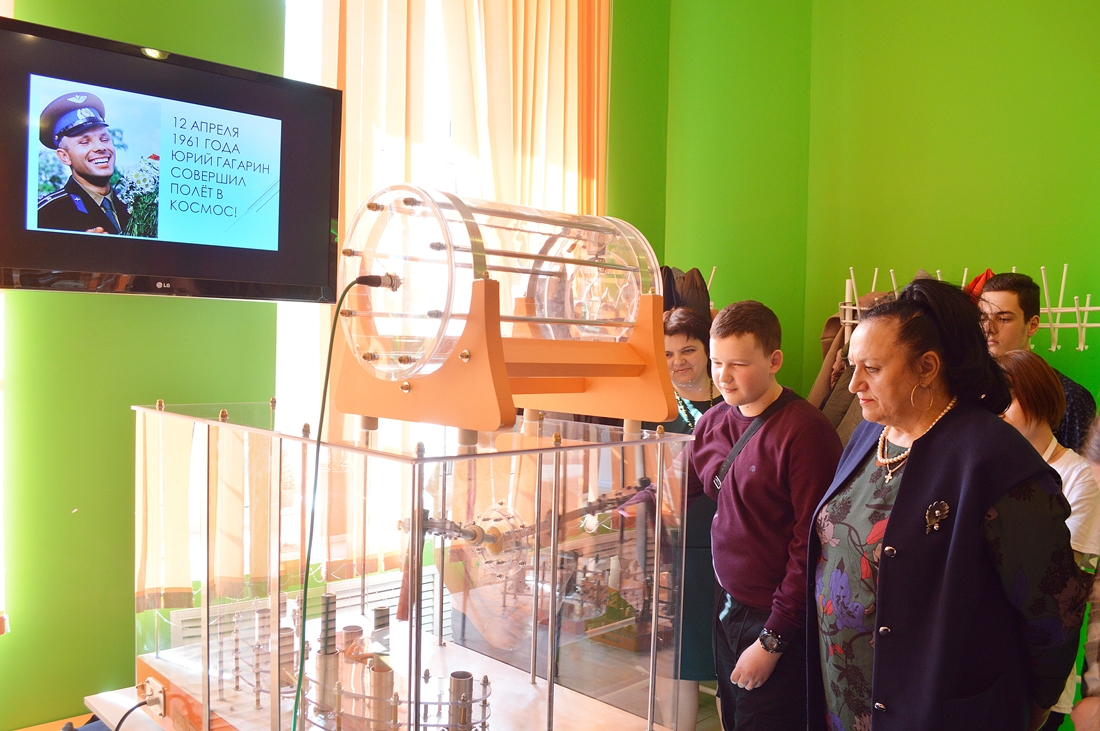 12 АПРЕЛЯ
1961 ГОДА
ЮРИЙ ГАГАРИН
СОВЕРШИЛ
ПОЛЁТ В
КОСМОС!
LG